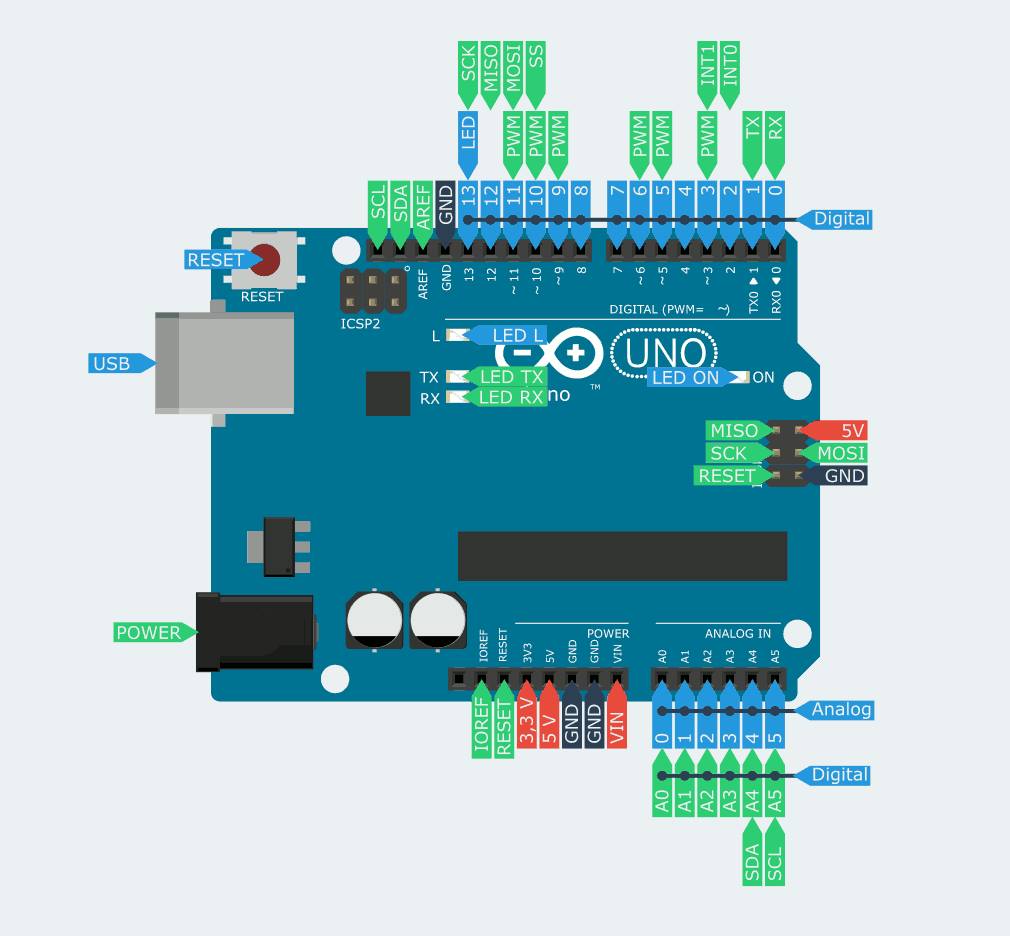 SCK MISO MOSI SS INT1 INT0
LED PWM PWM PWM PWM PWM PWM TX RX
SCL SDA AREF GND 13 12 11 10 9 8 7 6 5 4 3 2 1 0
Digital
RESET
AREF GND 13 12 ~11 ~10 ~9 8 7 ~6 ~5 4 ~3 2 TX0 ▶ 1 RX0 ◀ 0
RESET
ICSP2
DIGITAL (PWM= ~)
L LED L
UNO
USB
TX LED TX
LED ON ON
RX LED RX
no
TM
MISO 5V
SCK MOSI
RESET GND
POWER
POWER
ANALOG IN
IOREF RESET 3V3 5V GND GND VIN A0 A1 A2 A3 A4 A5
IOREF RESET 3,3 V 5 V GND GND VIN 0 1 2 3 4 5
Analog
Digital
A0 A1 A2 A3 A4 A5
SDA SCL